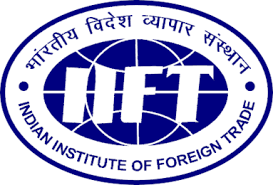 भारतीय विदेश व्यापार संस्थान
IIFT
INDIAN INSTITUTE OF FOREIGN TRADE